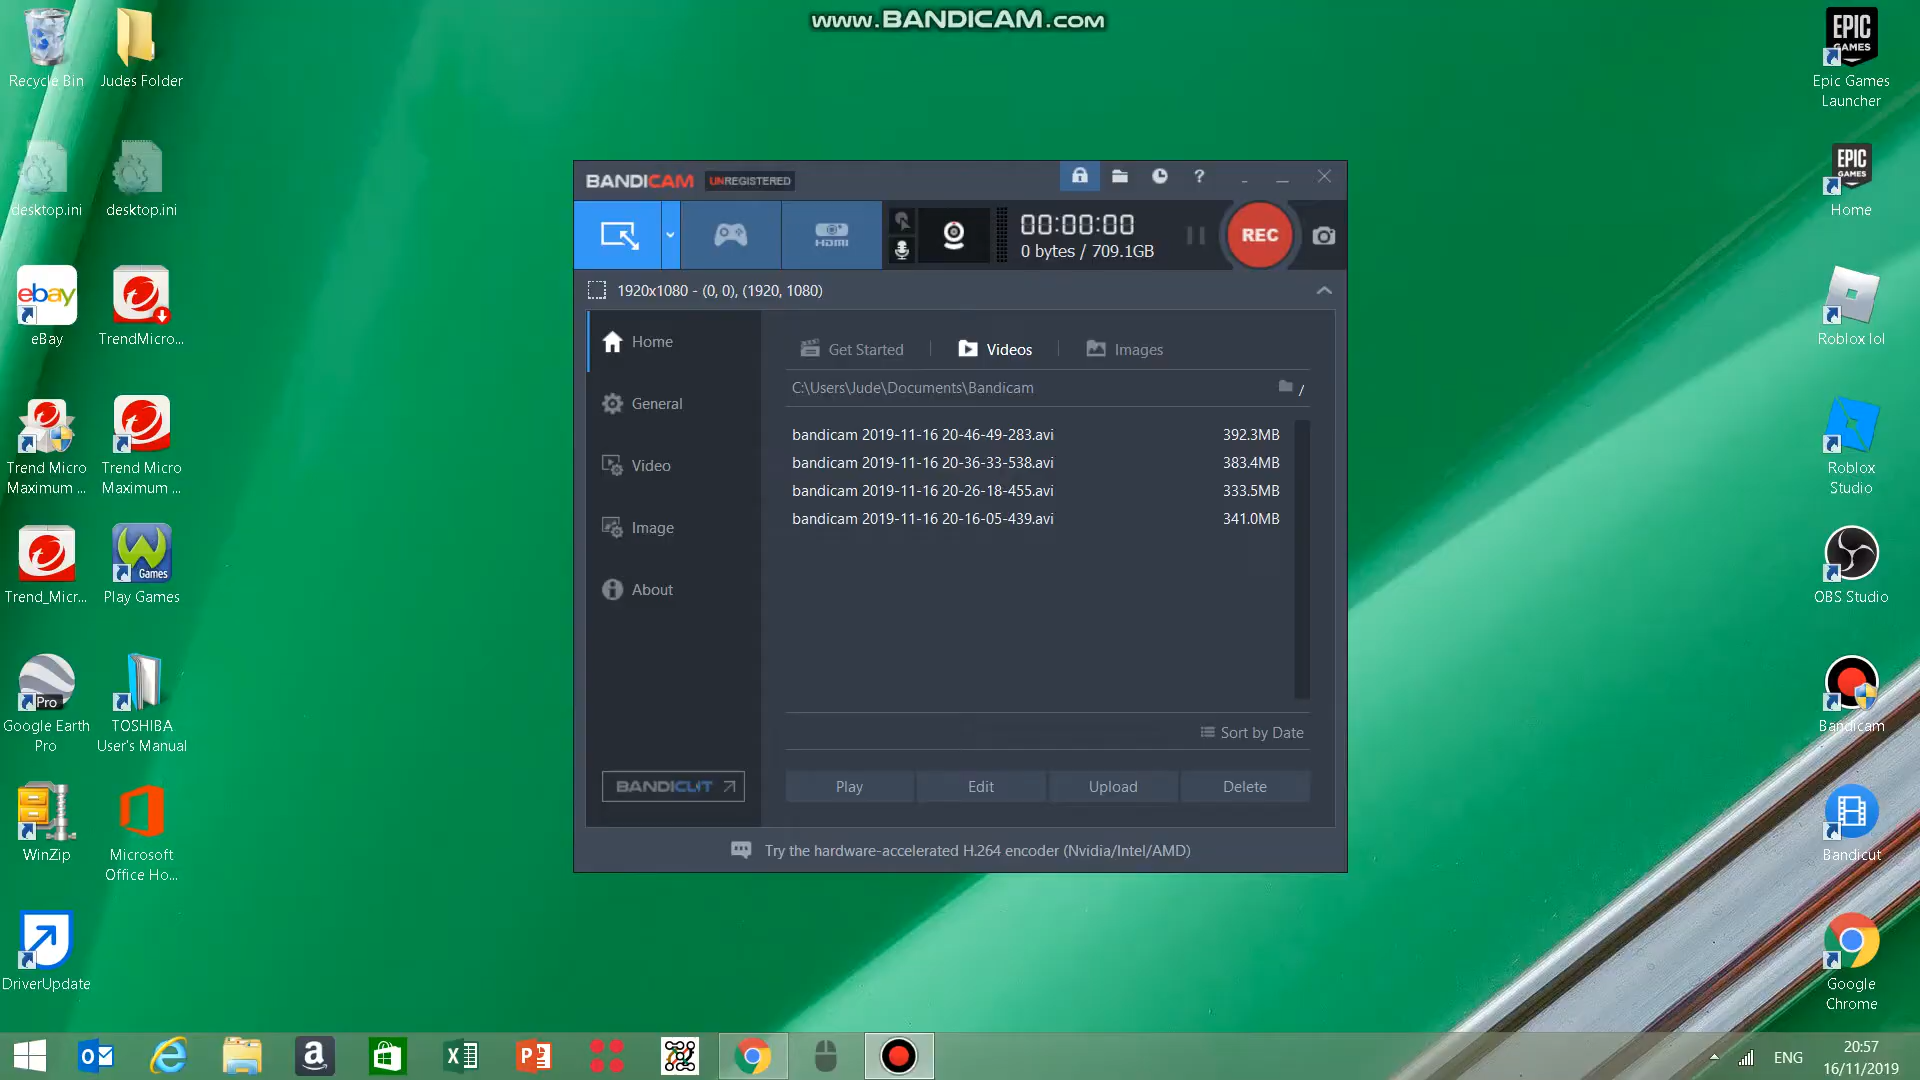 www.BANDICAM.com
Recycle Bin
Judes Folder
desktop.ini
desktop.ini
eBay
TrendMicro...
Trend Micro
Maximum ...
Trend Micro
Maximum ...
Trend_Micr...
Play Games
Google Earth
Pro
TOSHIBA
User's Manual
WinZip
Microsoft
Office Ho...
DriverUpdate
ebay
Games
Pro
BANDICAM UNREGISTERED
?
HDMI
00:00:00
0 bytes / 709.1GB
REC
1920x1080 - (0, 0), (1920, 1080)
Home
General
Video
Image
About
BANDICUT
Get Started
Videos
Images
C:\Users\Jude\Documents\Bandicam
/
bandicam 2019-11-16 20-46-49-283.avi 392.3MB
bandicam 2019-11-16 20-36-33-538.avi 383.4MB
bandicam 2019-11-16 20-26-18-455.avi 333.5MB
bandicam 2019-11-16 20-16-05-439.avi 341.0MB
Sort by Date
Play
Edit
Upload
Delete
Try the hardware-accelerated H.264 encoder (Nvidia/Intel/AMD)
EPIC
GAMES
Epic Games
Launcher
EPIC
GAMES
Home
Roblox lol
Roblox
Studio
OBS Studio
Bandicam
Bandicut
Google
Chrome
ENG
20:57
16/11/2019